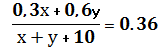 0,3x + 0,6y / x + y + 10 = 0.36